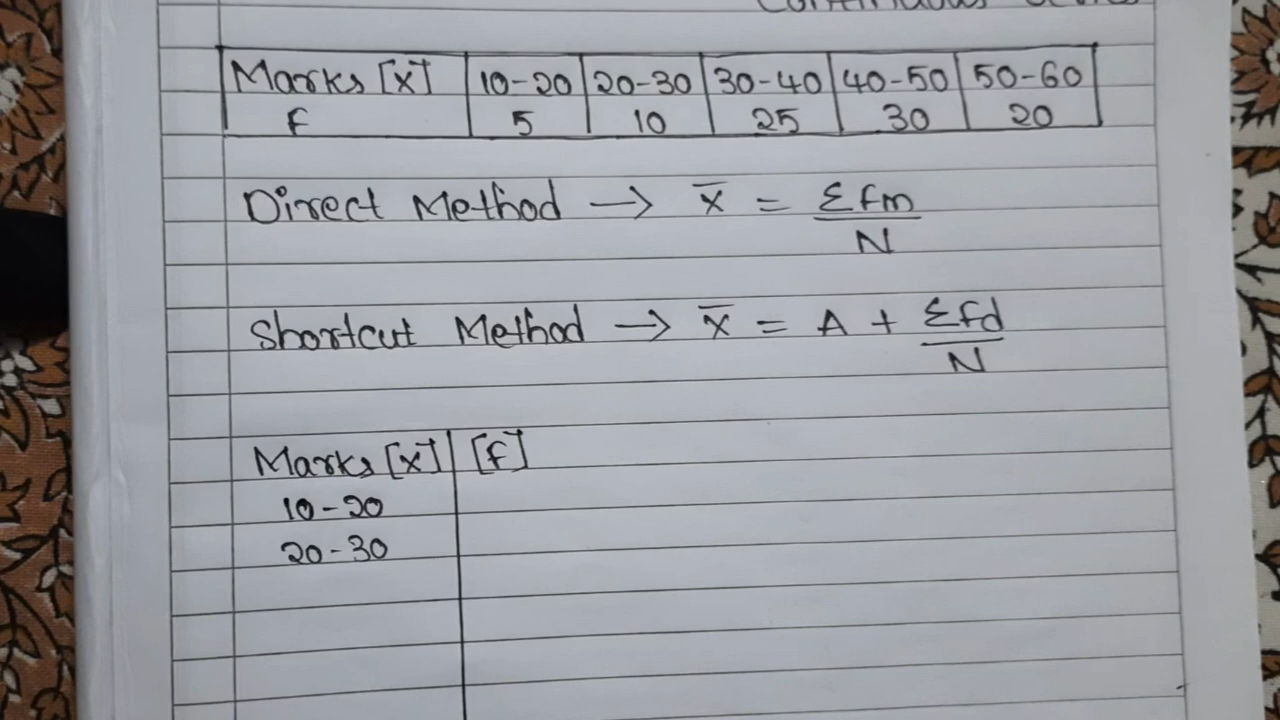 Marks [x] 10-20 20-30 30-40 40-50 50-60
f 5 10 25 30 20
Direct Method → x̄ = Σfm / N
Shortcut Method → x̄ = A + Σfd / N
Marks [x] [f]
10-20
20-30